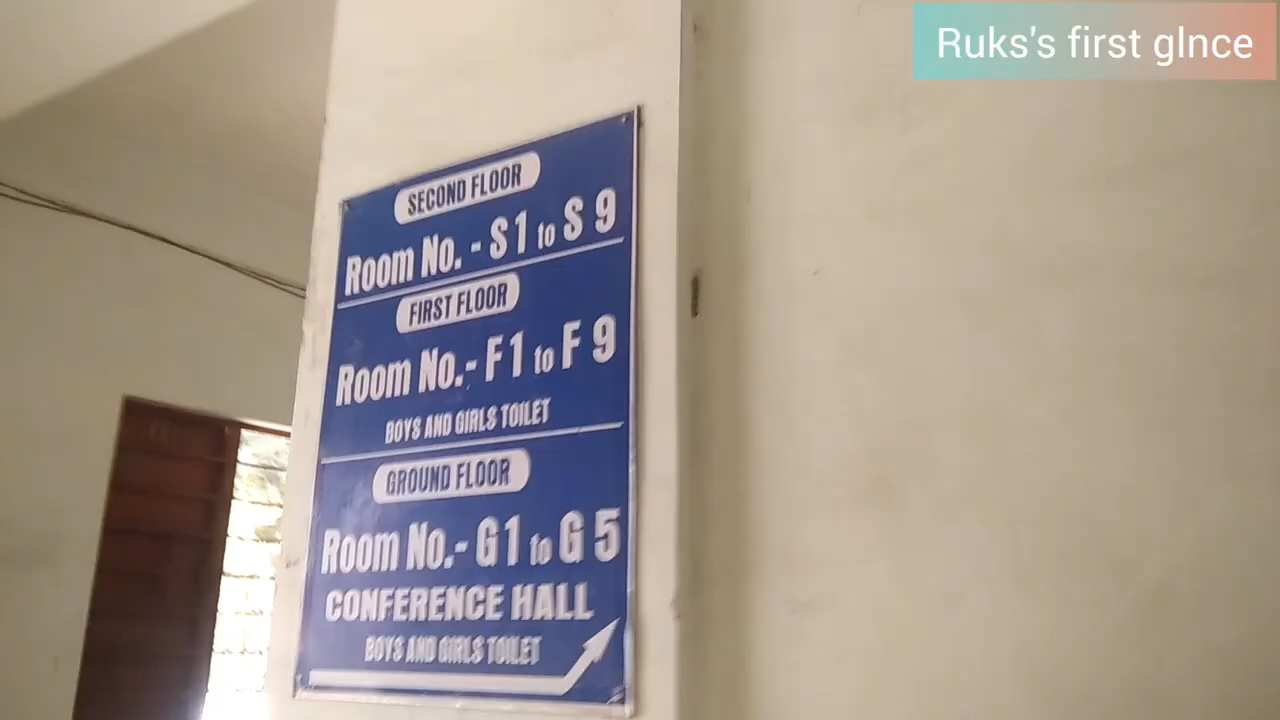 Ruks's first glnce
SECOND FLOOR
Room No. - S1 to S 9
FIRST FLOOR
Room No.- F1 to F 9
BOYS AND GIRLS TOILET
GROUND FLOOR
Room No.- G1 to G 5
CONFERENCE HALL
BOYS AND GIRLS TOILET